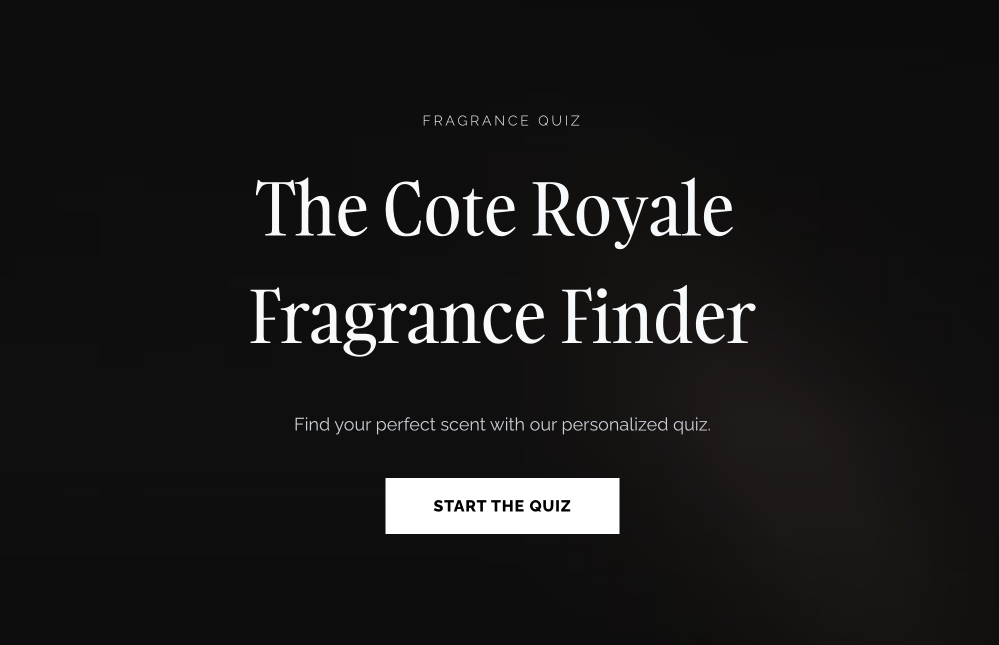 FRAGRANCE QUIZ
The Cote Royale
Fragrance Finder
Find your perfect scent with our personalized quiz.
START THE QUIZ